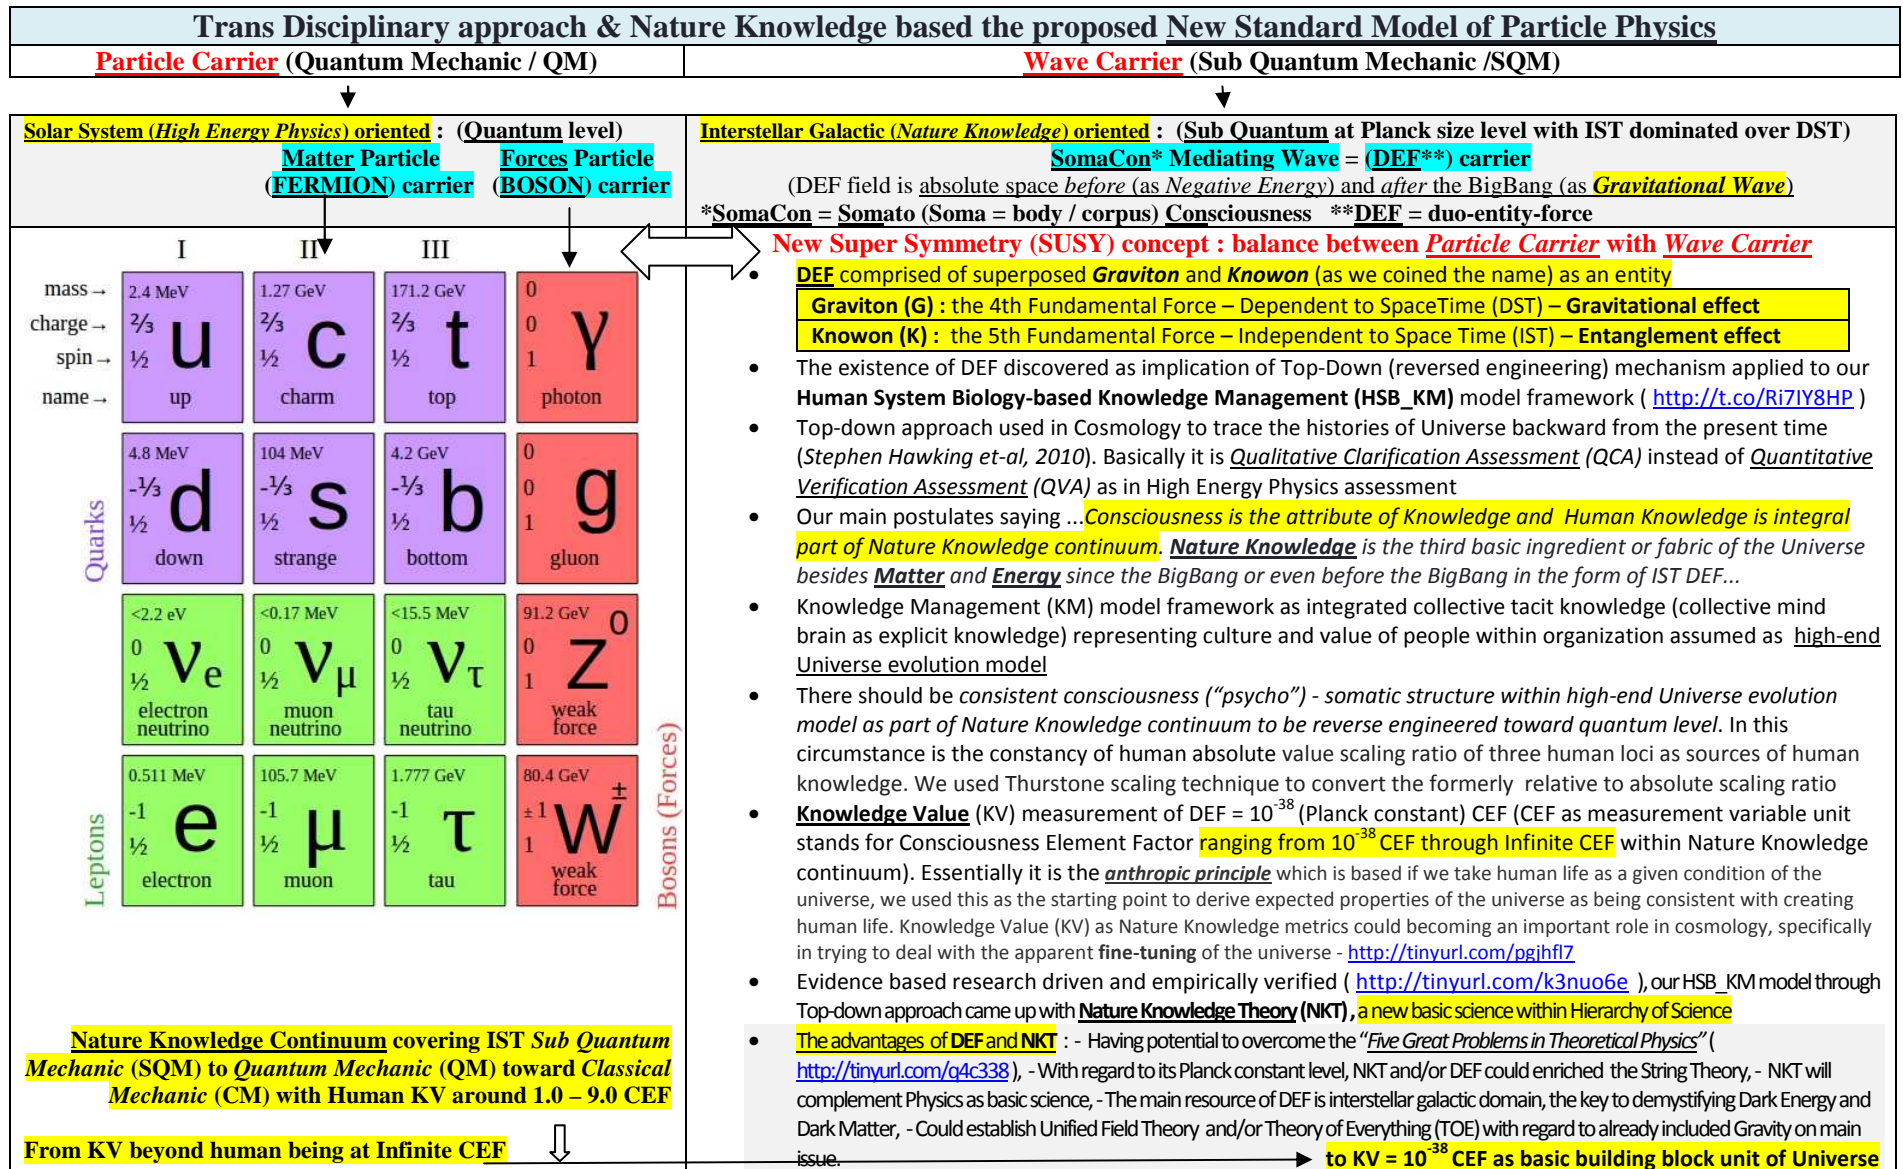 Trans Disciplinary approach & Nature Knowledge based the proposed New Standard Model of Particle Physics
Particle Carrier (Quantum Mechanic / QM)
Wave Carrier (Sub Quantum Mechanic /SQM)
Solar System (High Energy Physics) oriented : (Quantum level)
Matter Particle
(FERMION) carrier
Forces Particle
(BOSON) carrier
Interstellar Galactic (Nature Knowledge) oriented : (Sub Quantum at Planck size level with IST dominated over DST)
SomaCon* Mediating Wave = (DEF**) carrier
(DEF field is absolute space before (as Negative Energy) and after the BigBang (as Gravitational Wave)
*SomaCon = Somato (Soma = body / corpus) Consciousness **DEF = duo-entity-force
I II III
mass →
charge →
spin →
name →
2.4 MeV
⅔
½
u
up
1.27 GeV
⅔
½
c
charm
171.2 GeV
⅔
½
t
top
0
0
1
γ
photon
Quarks
4.8 MeV
-⅓
½
d
down
104 MeV
-⅓
½
s
strange
4.2 GeV
-⅓
½
b
bottom
0
0
1
g
gluon
<2.2 eV
0
½
νe
electron
neutrino
<0.17 MeV
0
½
νμ
muon
neutrino
<15.5 MeV
0
½
ντ
tau
neutrino
91.2 GeV
0
1
Z0
weak
force
Leptons
0.511 MeV
-1
½
e
electron
105.7 MeV
-1
½
μ
muon
1.777 GeV
-1
½
τ
tau
80.4 GeV
±1
1
W±
weak
force
Bosons (Forces)
Nature Knowledge Continuum covering IST Sub Quantum
Mechanic (SQM) to Quantum Mechanic (QM) toward Classical
Mechanic (CM) with Human KV around 1.0 – 9.0 CEF
From KV beyond human being at Infinite CEF
New Super Symmetry (SUSY) concept : balance between Particle Carrier with Wave Carrier
• DEF comprised of superposed Graviton and Knowon (as we coined the name) as an entity
Graviton (G) : the 4th Fundamental Force – Dependent to SpaceTime (DST) – Gravitational effect
Knowon (K) : the 5th Fundamental Force – Independent to Space Time (IST) – Entanglement effect
• The existence of DEF discovered as implication of Top-Down (reversed engineering) mechanism applied to our
Human System Biology-based Knowledge Management (HSB_KM) model framework ( http://t.co/Ri7IY8HP )
• Top-down approach used in Cosmology to trace the histories of Universe backward from the present time
(Stephen Hawking et-al, 2010). Basically it is Qualitative Clarification Assessment (QCA) instead of Quantitative
Verification Assessment (QVA) as in High Energy Physics assessment
• Our main postulates saying ...Consciousness is the attribute of Knowledge and Human Knowledge is integral
part of Nature Knowledge continuum. Nature Knowledge is the third basic ingredient or fabric of the Universe
besides Matter and Energy since the BigBang or even before the BigBang in the form of IST DEF...
• Knowledge Management (KM) model framework as integrated collective tacit knowledge (collective mind
brain as explicit knowledge) representing culture and value of people within organization assumed as high-end
Universe evolution model
• There should be consistent consciousness (“psycho”) - somatic structure within high-end Universe evolution
model as part of Nature Knowledge continuum to be reverse engineered toward quantum level. In this
circumstance is the constancy of human absolute value scaling ratio of three human loci as sources of human
knowledge. We used Thurstone scaling technique to convert the formerly relative to absolute scaling ratio
• Knowledge Value (KV) measurement of DEF = 10-38 (Planck constant) CEF (CEF as measurement variable unit
stands for Consciousness Element Factor ranging from 10-38 CEF through Infinite CEF within Nature Knowledge
continuum). Essentially it is the anthropic principle which is based if we take human life as a given condition of the
universe, we used this as the starting point to derive expected properties of the universe as being consistent with creating
human life. Knowledge Value (KV) as Nature Knowledge metrics could becoming an important role in cosmology, specifically
in trying to deal with the apparent fine-tuning of the universe - http://tinyurl.com/pgjhfl7
• Evidence based research driven and empirically verified ( http://tinyurl.com/k3nuo6e ), our HSB_KM model through
Top-down approach came up with Nature Knowledge Theory (NKT) , a new basic science within Hierarchy of Science
• The advantages of DEF and NKT : - Having potential to overcome the “Five Great Problems in Theoretical Physics” (
http://tinyurl.com/q4c338 ), - With regard to its Planck constant level, NKT and/or DEF could enriched the String Theory, - NKT will
complement Physics as basic science, - The main resource of DEF is interstellar galactic domain, the key to demystifying Dark Energy and
Dark Matter, - Could establish Unified Field Theory and/or Theory of Everything (TOE) with regard to already included Gravity on main
issue.
to KV = 10-38 CEF as basic building block unit of Universe